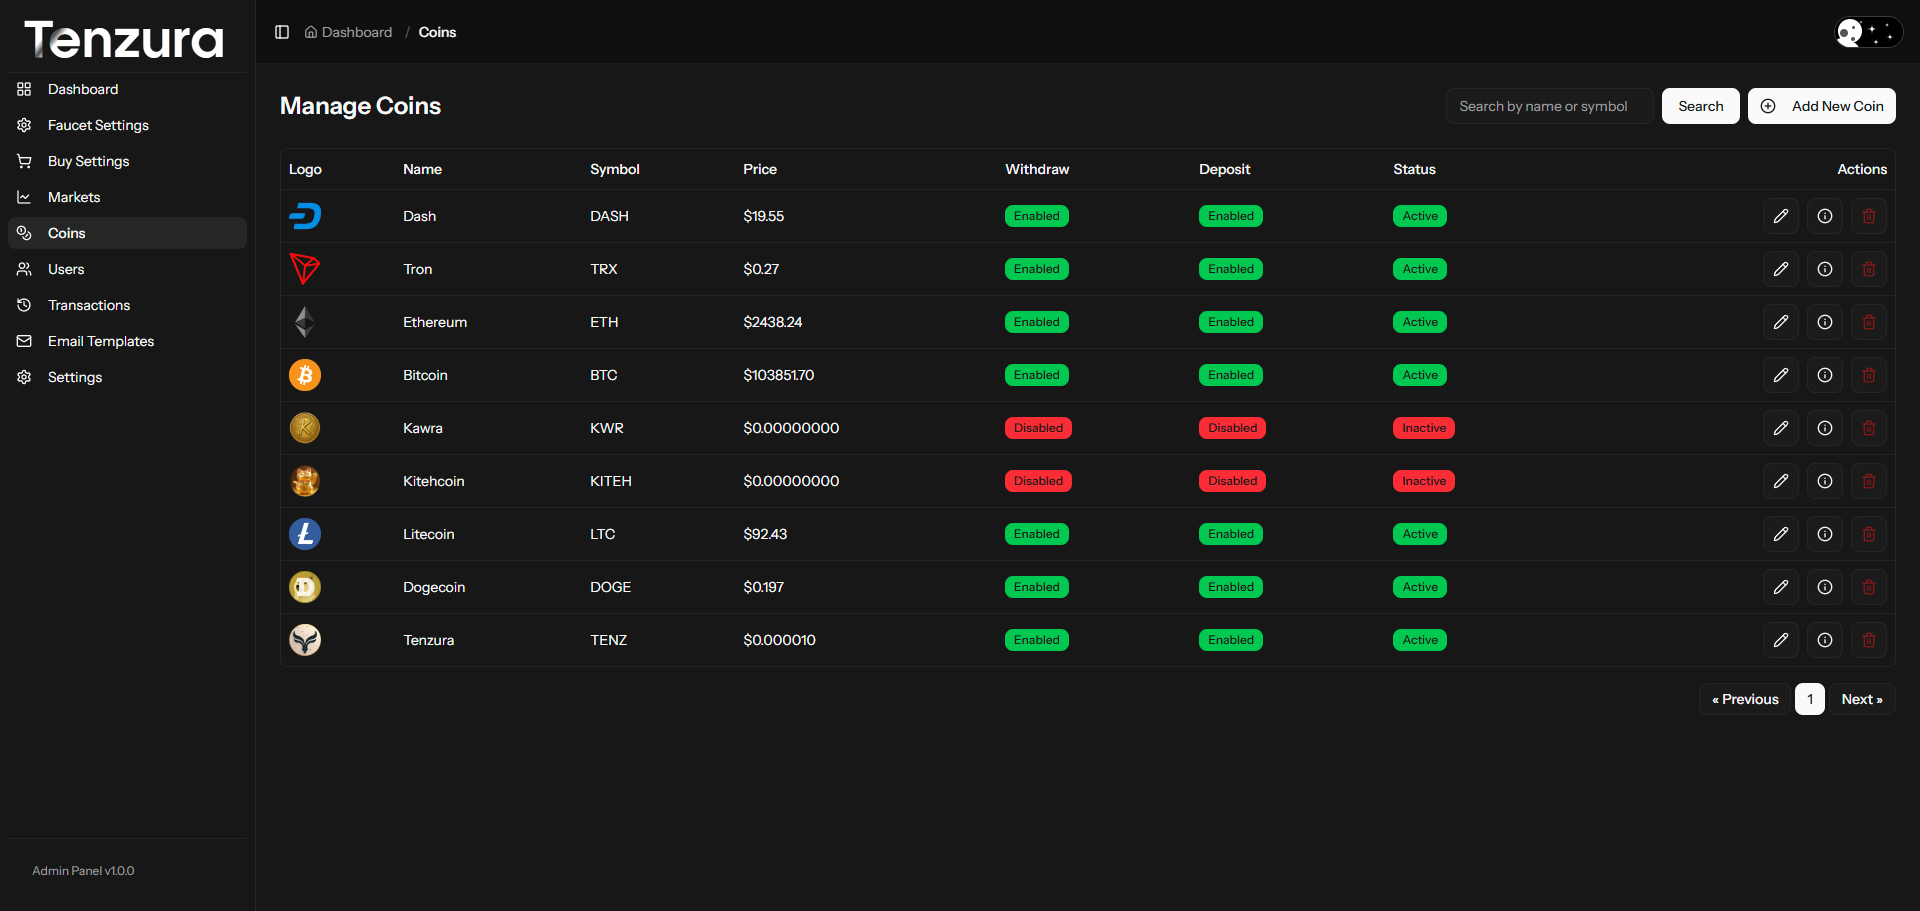 Tenzura
Dashboard / Coins
Dashboard
Faucet Settings
Buy Settings
Markets
Coins
Users
Transactions
Email Templates
Settings
Admin Panel v1.0.0
Manage Coins
Search by name or symbol Search Add New Coin
Logo Name Symbol Price Withdraw Deposit Status Actions
Dash DASH $19.55 Enabled Enabled Active
Tron TRX $0.27 Enabled Enabled Active
Ethereum ETH $2438.24 Enabled Enabled Active
Bitcoin BTC $103851.70 Enabled Enabled Active
Kawra KWR $0.00000000 Disabled Disabled Inactive
Kitehcoin KITEH $0.00000000 Disabled Disabled Inactive
Litecoin LTC $92.43 Enabled Enabled Active
Dogecoin DOGE $0.197 Enabled Enabled Active
Tenzura TENZ $0.000010 Enabled Enabled Active
« Previous 1 Next »